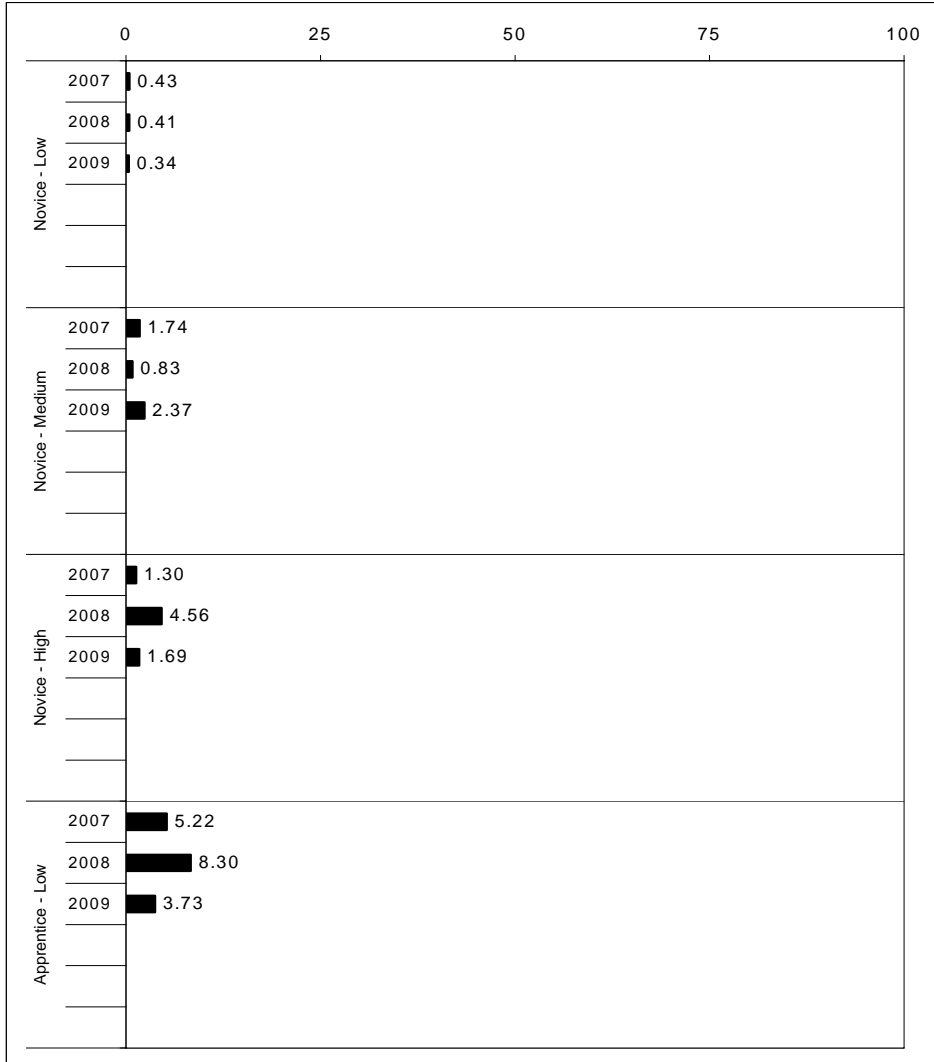 0 25 50 75 100
Novice - Low
2007 0.43
2008 0.41
2009 0.34
Novice - Medium
2007 1.74
2008 0.83
2009 2.37
Novice - High
2007 1.30
2008 4.56
2009 1.69
Apprentice - Low
2007 5.22
2008 8.30
2009 3.73